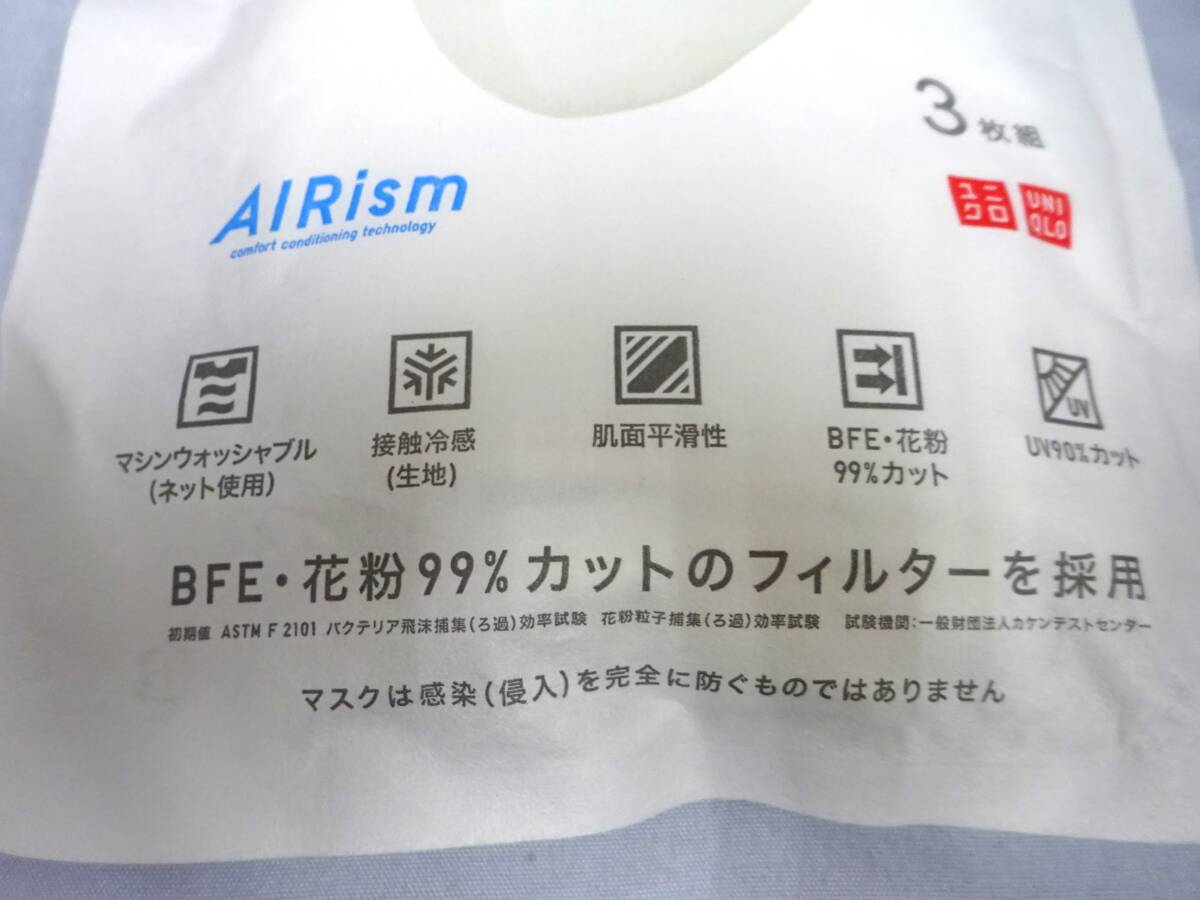 3枚組
AIRism
comfort conditioning technology
ユニ
クロ
UNI
QLO
マシンウォッシャブル
(ネット使用)
接触冷感
(生地)
肌面平滑性
BFE・花粉
99%カット
UV
UV90%カット
BFE・花粉99%カットのフィルターを採用
初期値 ASTM F 2101 バクテリア飛沫捕集(ろ過)効率試験 花粉粒子捕集(ろ過)効率試験 試験機関:一般財団法人カケンテストセンター
マスクは感染(侵入)を完全に防ぐものではありません